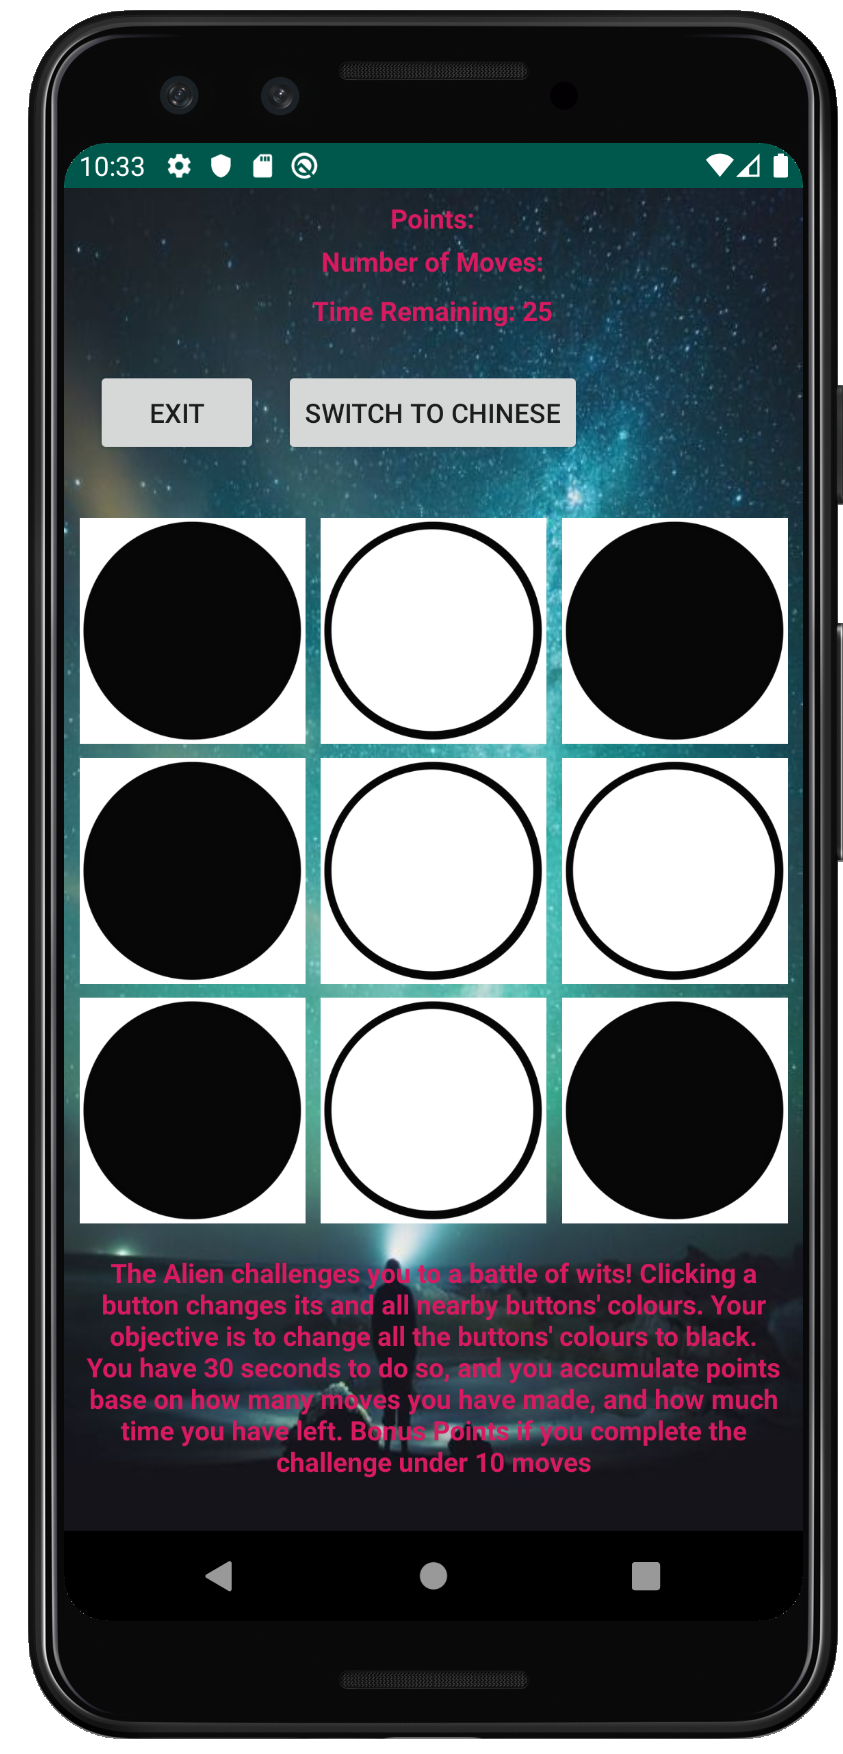 10:33
Points:
Number of Moves:
Time Remaining: 25
EXIT
SWITCH TO CHINESE
The Alien challenges you to a battle of wits! Clicking a
button changes its and all nearby buttons' colours. Your
objective is to change all the buttons' colours to black.
You have 30 seconds to do so, and you accumulate points
base on how many moves you have made, and how much
time you have left. Bonus Points if you complete the
challenge under 10 moves